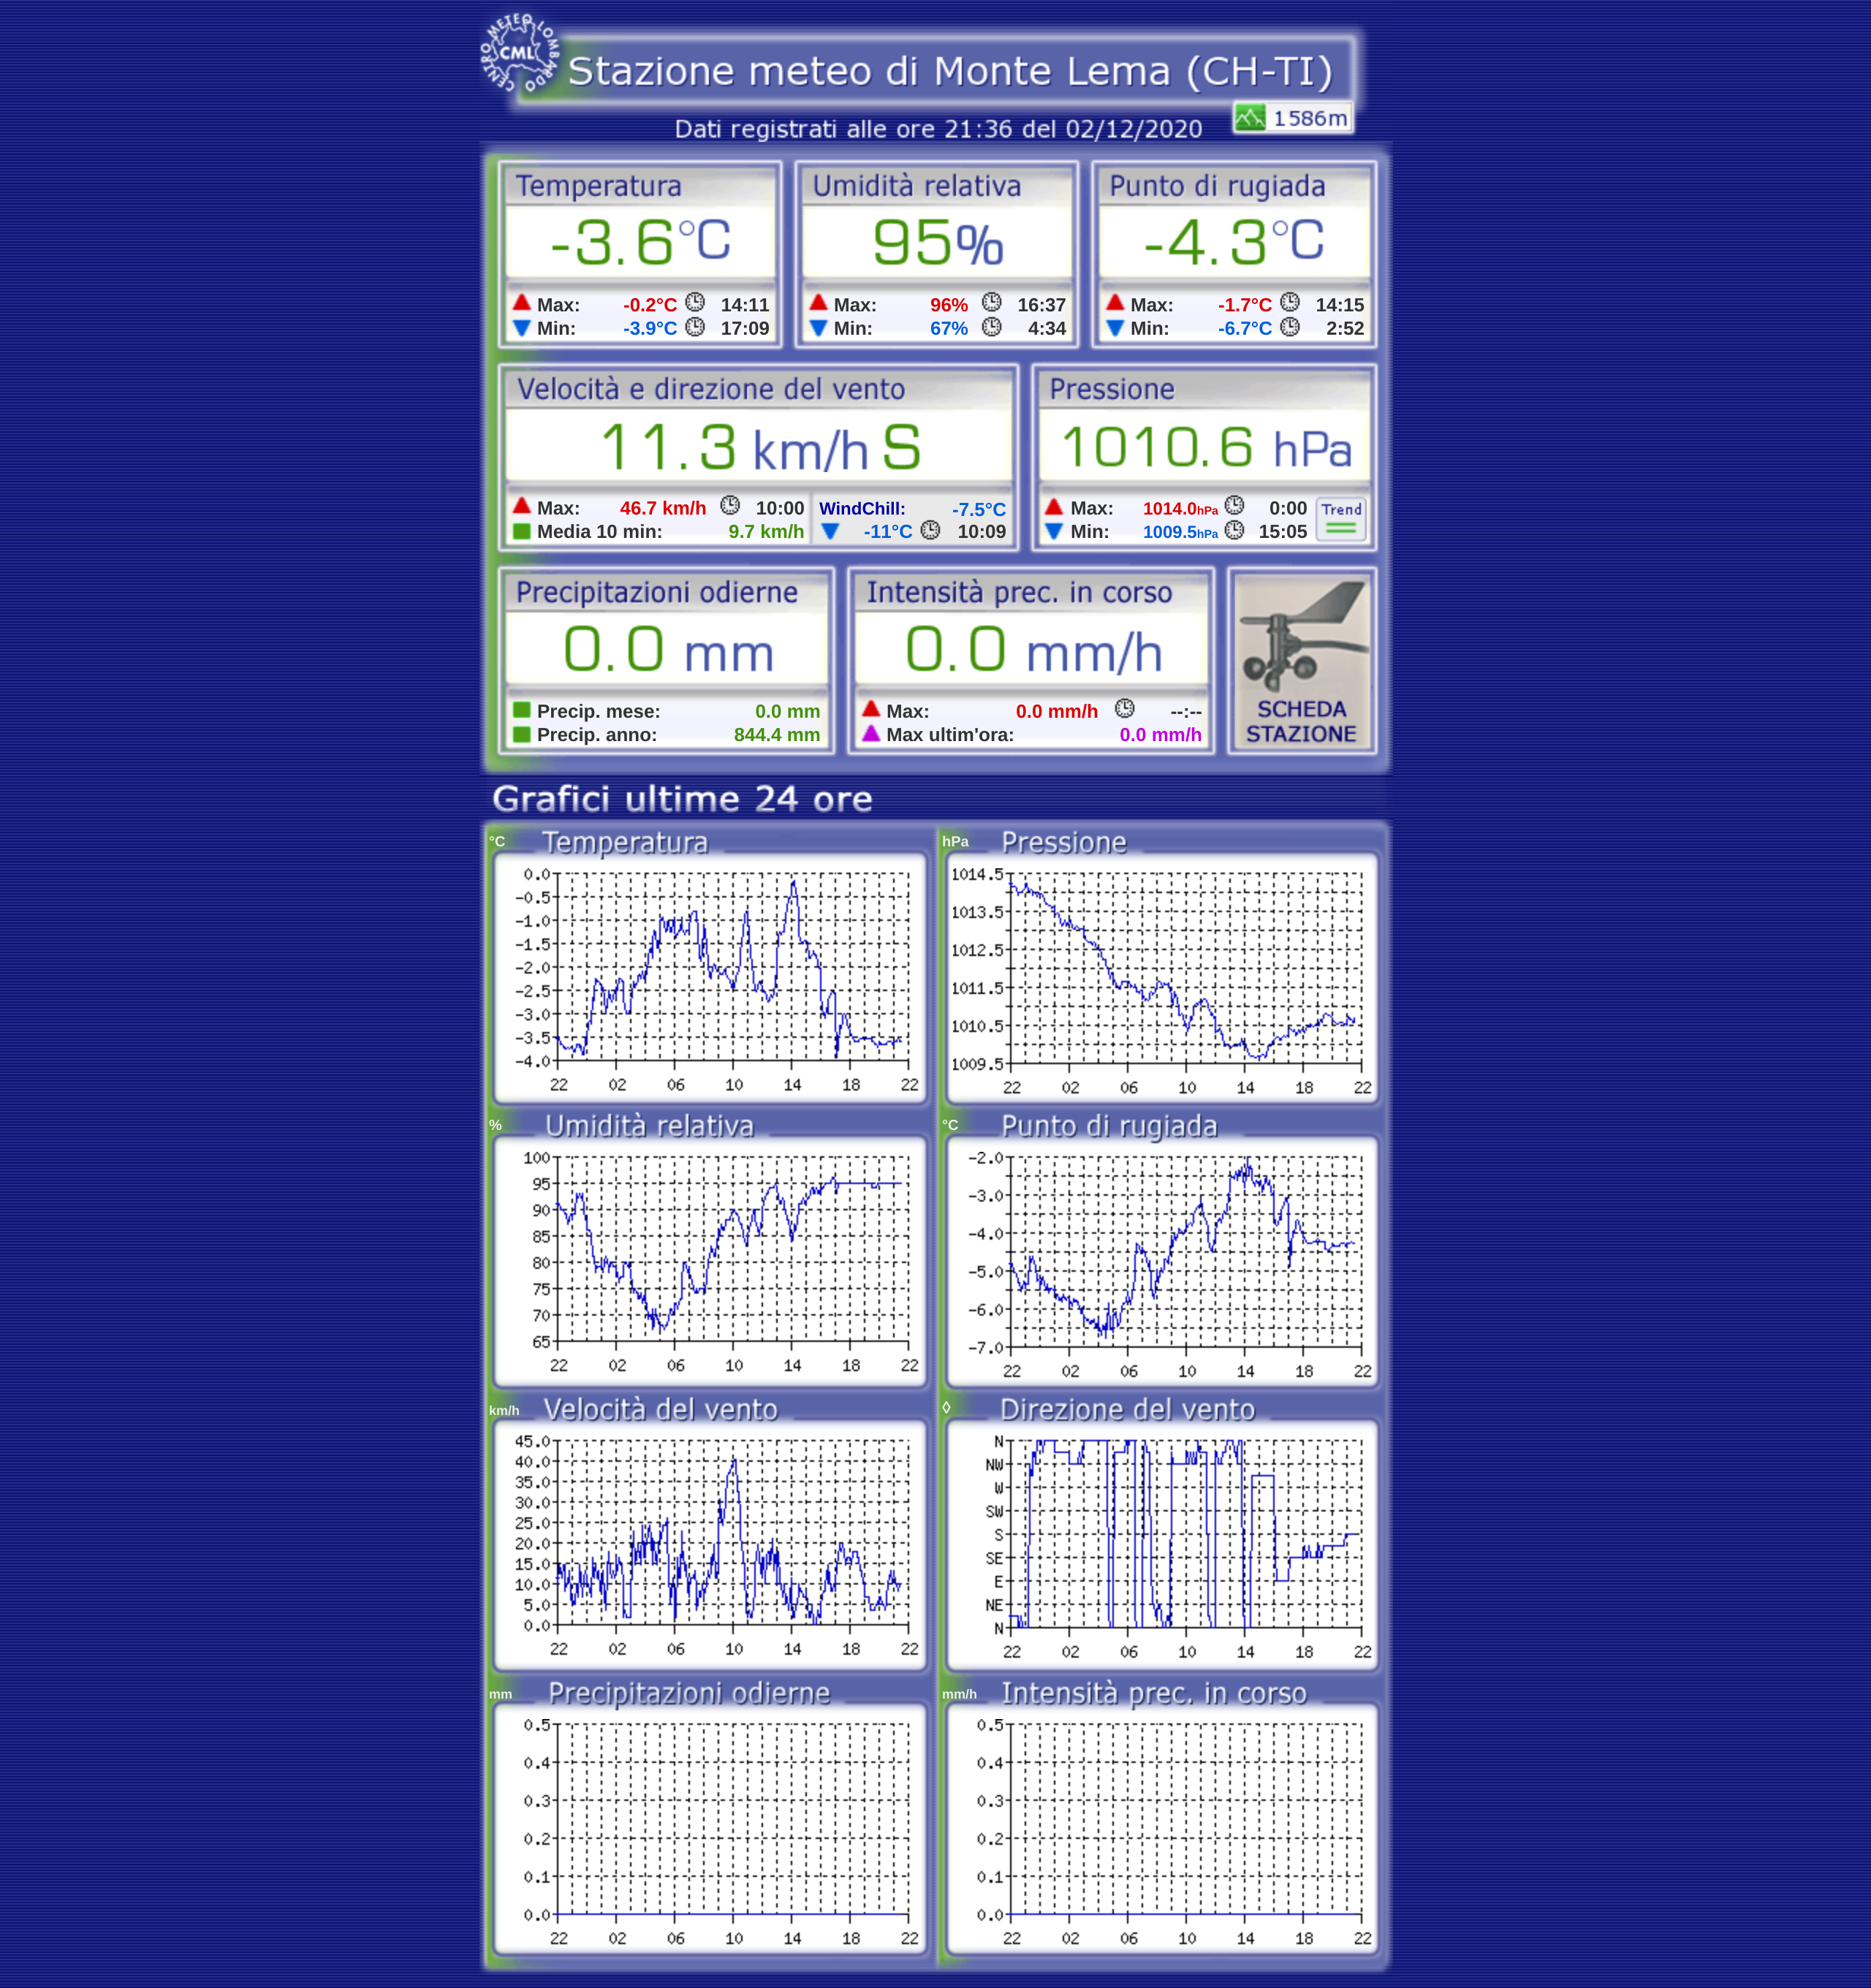 CENTRO METEO LOMBARDO
CML
Stazione meteo di Monte Lema (CH-TI)
1586m
Dati registrati alle ore 21:36 del 02/12/2020
Temperatura Umidità relativa Punto di rugiada
-3.6°C 95% -4.3°C
Max: -0.2°C 14:11 Max: 96% 16:37 Max: -1.7°C 14:15
Min: -3.9°C 17:09 Min: 67% 4:34 Min: -6.7°C 2:52
Velocità e direzione del vento Pressione
11.3 km/h S 1010.6 hPa
Max: 46.7 km/h 10:00 WindChill: -7.5°C Max: 1014.0hPa 0:00 Trend
Media 10 min: 9.7 km/h -11°C 10:09 Min: 1009.5hPa 15:05
Precipitazioni odierne Intensità prec. in corso
0.0 mm 0.0 mm/h
Precip. mese: 0.0 mm Max: 0.0 mm/h --:-- SCHEDA
Precip. anno: 844.4 mm Max ultim'ora: 0.0 mm/h STAZIONE
Grafici ultime 24 ore
°C Temperatura
0.0
-0.5
-1.0
-1.5
-2.0
-2.5
-3.0
-3.5
-4.0
22 02 06 10 14 18 22
hPa Pressione
1014.5
1013.5
1012.5
1011.5
1010.5
1009.5
22 02 06 10 14 18 22
% Umidità relativa
100
95
90
85
80
75
70
65
22 02 06 10 14 18 22
°C Punto di rugiada
-2.0
-3.0
-4.0
-5.0
-6.0
-7.0
22 02 06 10 14 18 22
km/h Velocità del vento
45.0
40.0
35.0
30.0
25.0
20.0
15.0
10.0
5.0
0.0
22 02 06 10 14 18 22
◊ Direzione del vento
N
NW
W
SW
S
SE
E
NE
N
22 02 06 10 14 18 22
mm Precipitazioni odierne
0.5
0.4
0.3
0.2
0.1
0.0
22 02 06 10 14 18 22
mm/h Intensità prec. in corso
0.5
0.4
0.3
0.2
0.1
0.0
22 02 06 10 14 18 22